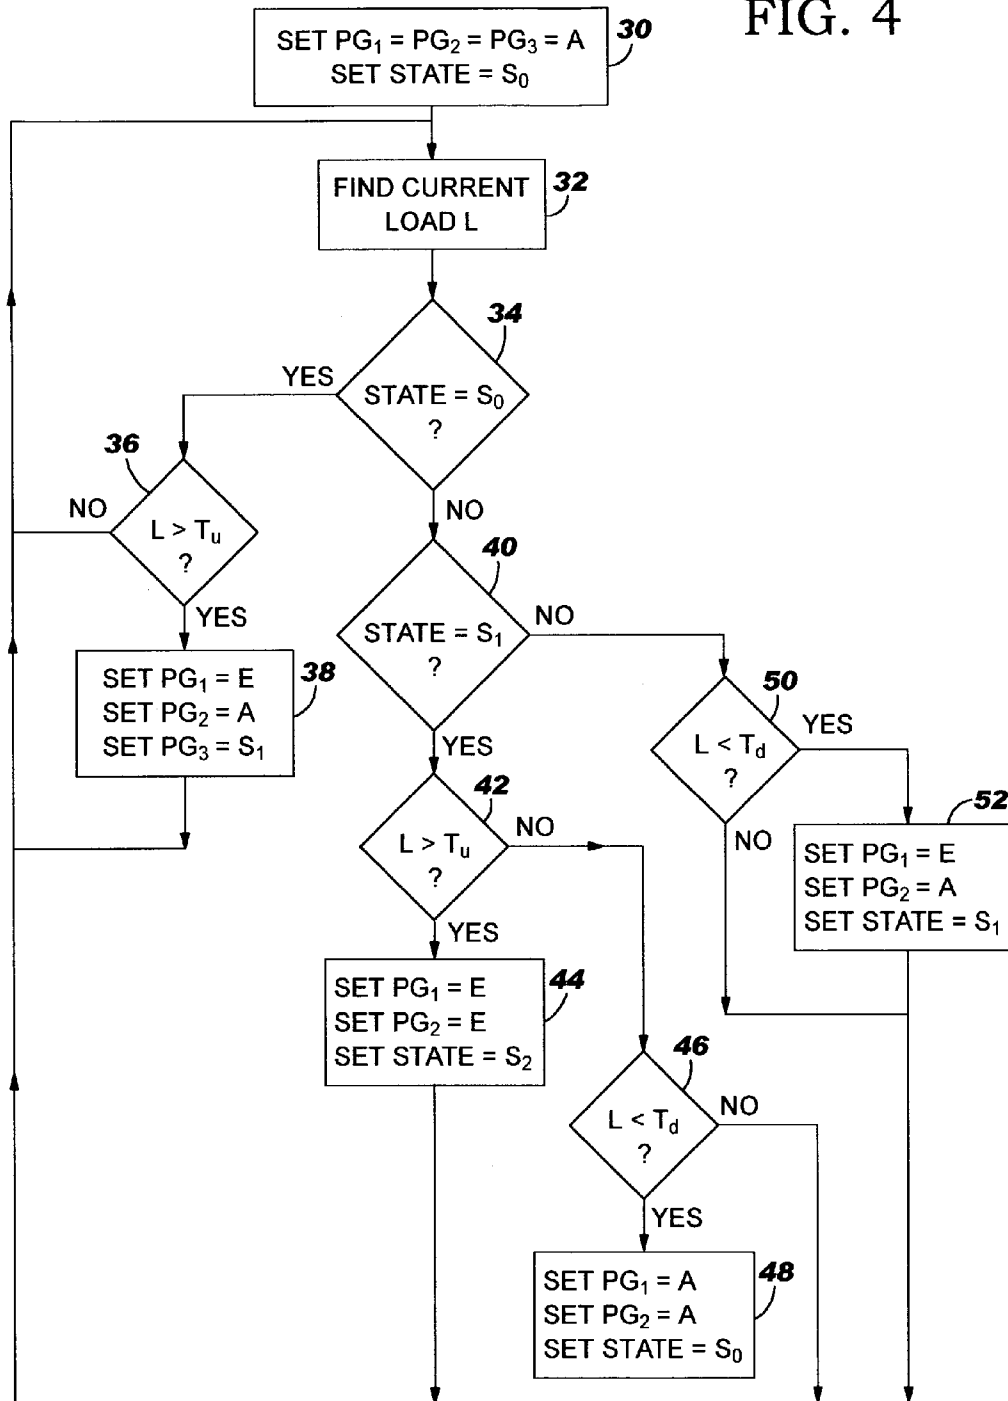 FIG. 4
SET PG₁ = PG₂ = PG₃ = A
SET STATE = S₀
30
FIND CURRENT
LOAD L
32
34
STATE = S₀
?
YES
NO
36
L > Tᵤ
?
NO
YES
SET PG₁ = E
SET PG₂ = A
SET PG₃ = S₁
38
40
STATE = S₁
?
NO
YES
42
L > Tᵤ
?
NO
YES
SET PG₁ = E
SET PG₂ = E
SET STATE = S₂
44
50
L < T_d
?
YES
NO
52
SET PG₁ = E
SET PG₂ = A
SET STATE = S₁
46
L < T_d
?
NO
YES
SET PG₁ = A
SET PG₂ = A
SET STATE = S₀
48